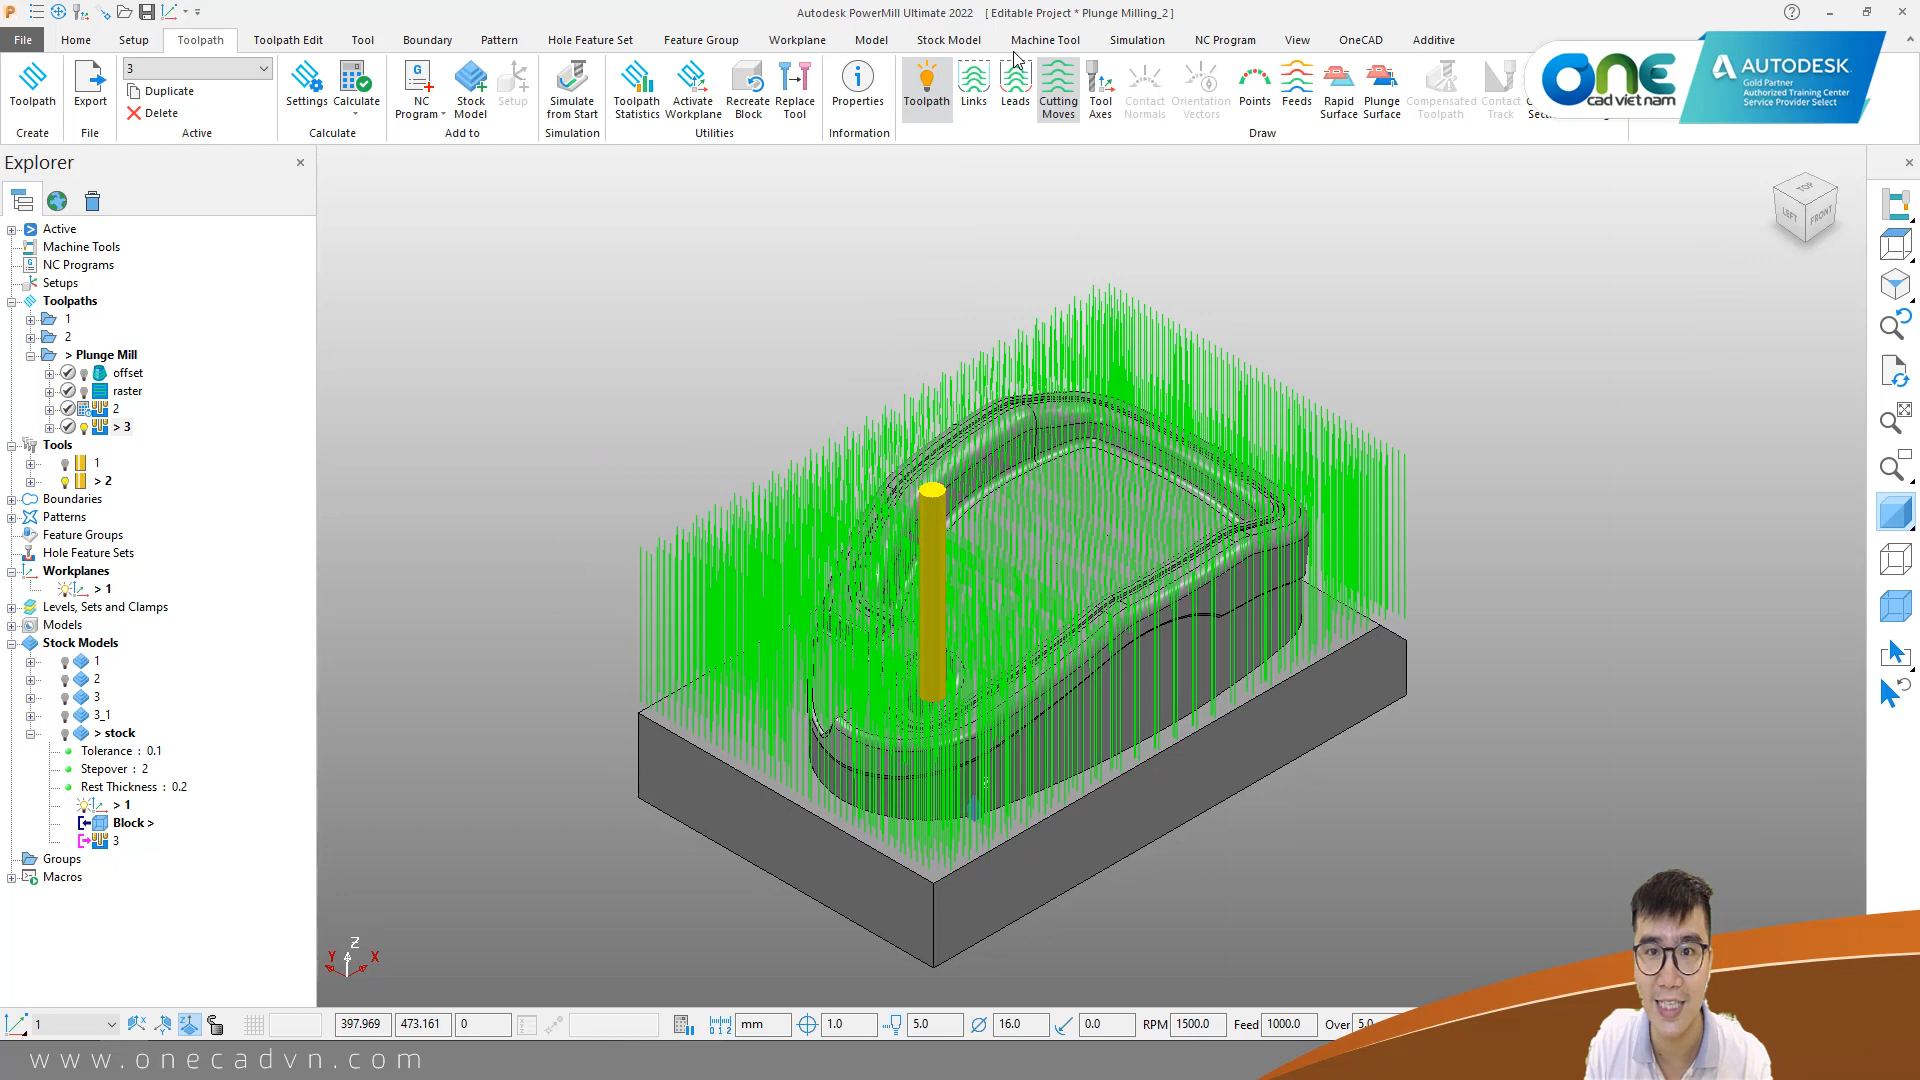 Autodesk PowerMill Ultimate 2022 [ Editable Project * Plunge Milling_2 ]
File Home Setup Toolpath Toolpath Edit Tool Boundary Pattern Hole Feature Set Feature Group Workplane Model Stock Model Machine Tool Simulation NC Program View OneCAD Additive
3
Duplicate
Delete
Toolpath Export Settings Calculate NC Program Stock Model Setup Simulate from Start Toolpath Statistics Activate Workplane Recreate Block Replace Tool Properties Toolpath Links Leads Cutting Moves Tool Axes Contact Normals Orientation Vectors Points Feeds Rapid Surface Plunge Surface Compensated Toolpath Contact Track
Create File Active Calculate Add to Simulation Utilities Information Draw
ONE
cad viet nam
AUTODESK.
Gold Partner
Authorized Training Center
Service Provider Select
Explorer
Active
Machine Tools
NC Programs
Setups
Toolpaths
1
2
> Plunge Mill
offset
raster
2
> 3
Tools
1
> 2
Boundaries
Patterns
Feature Groups
Hole Feature Sets
Workplanes
> 1
Levels, Sets and Clamps
Models
Stock Models
1
2
3
3_1
> stock
Tolerance : 0.1
Stepover : 2
Rest Thickness : 0.2
> 1
Block >
3
Groups
Macros
TOP
LEFT FRONT
Z
Y X
1 397.969 473.161 0 mm 1.0 5.0 16.0 0.0 RPM 1500.0 Feed 1000.0 Over 5.0
www.onecadvn.com